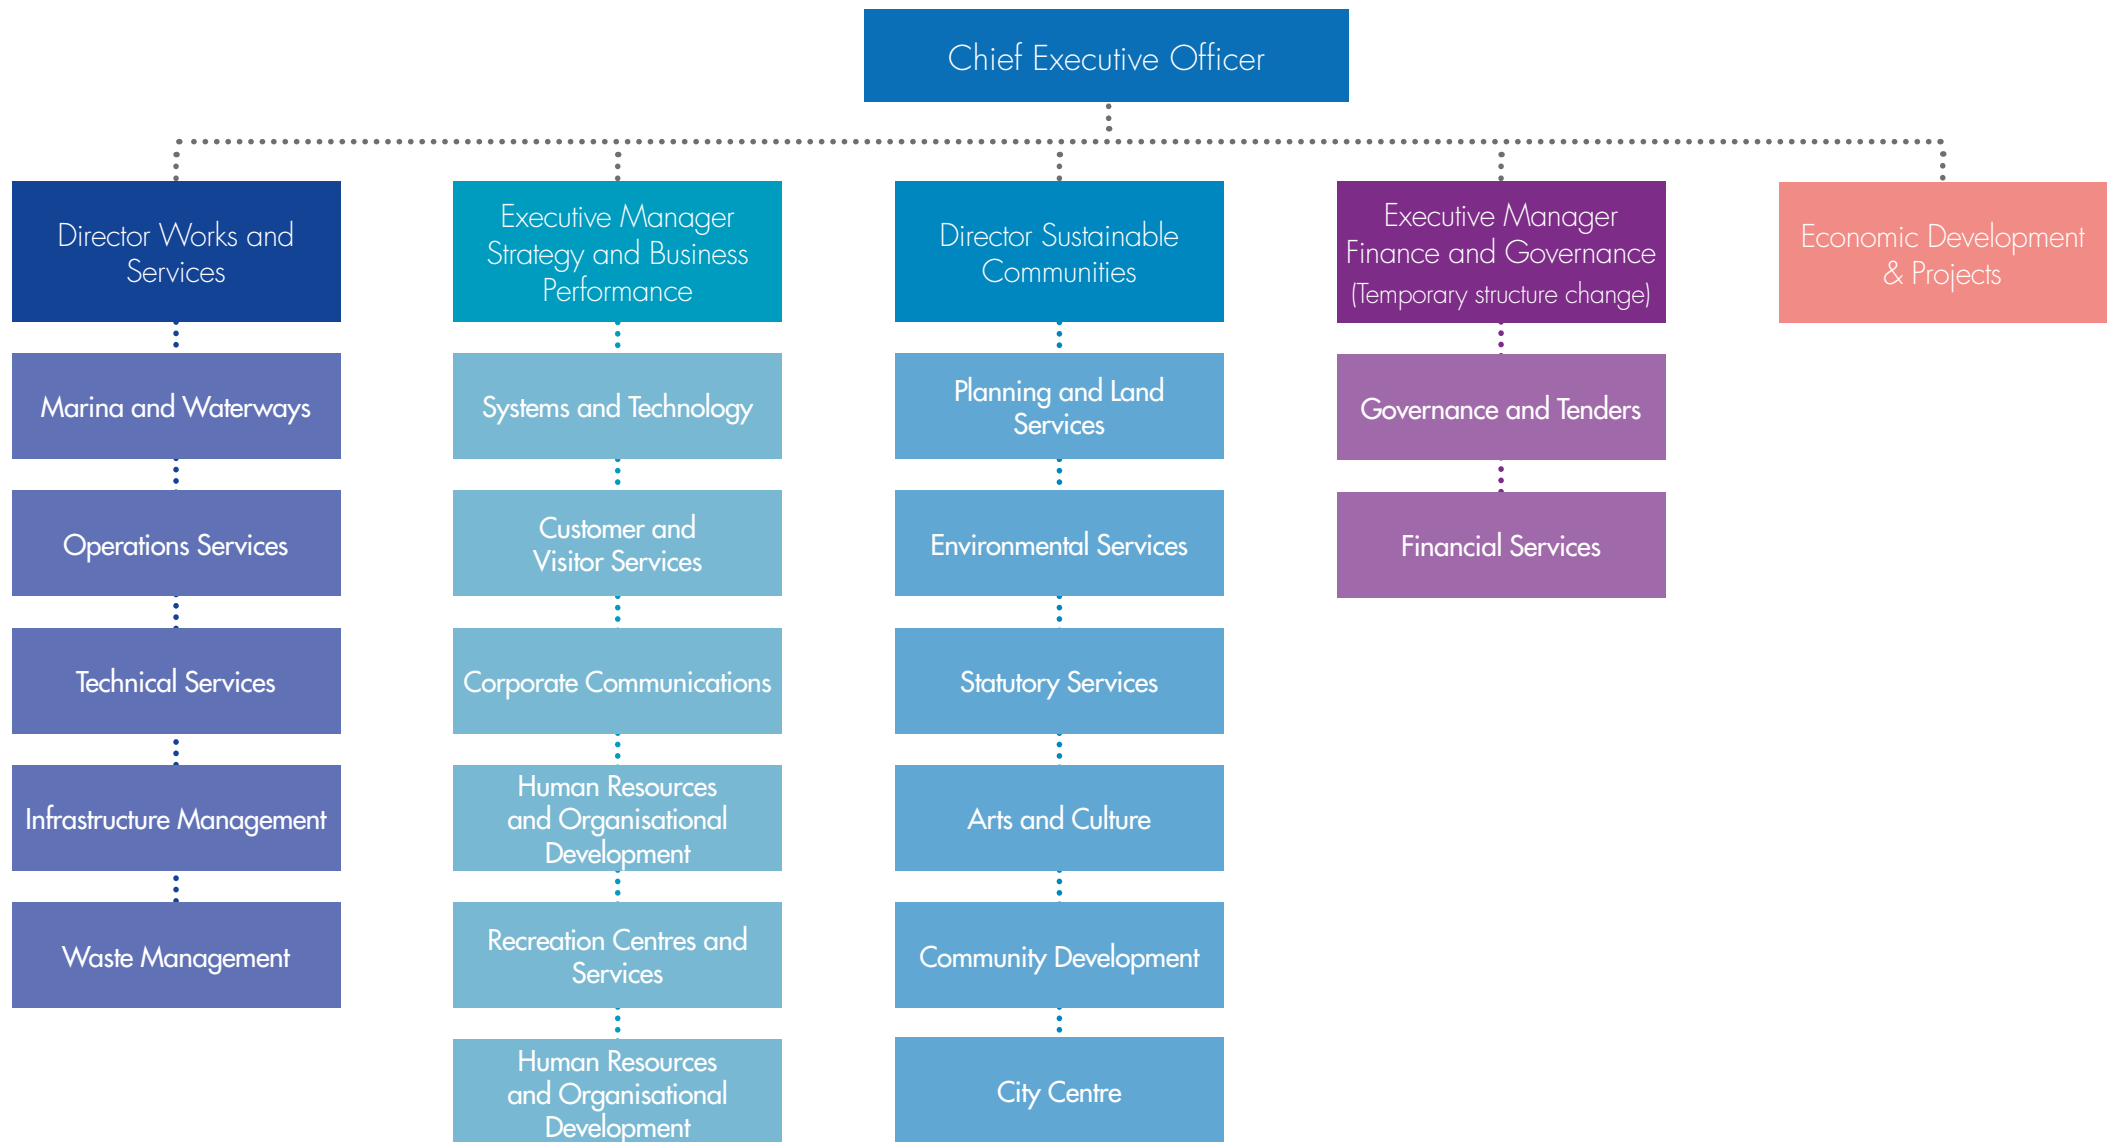 Chief Executive Officer
Director Works and
Services
Marina and Waterways
Operations Services
Technical Services
Infrastructure Management
Waste Management
Executive Manager
Strategy and Business
Performance
Systems and Technology
Customer and
Visitor Services
Corporate Communications
Human Resources
and Organisational
Development
Recreation Centres and
Services
Human Resources
and Organisational
Development
Director Sustainable
Communities
Planning and Land
Services
Environmental Services
Statutory Services
Arts and Culture
Community Development
City Centre
Executive Manager
Finance and Governance
(Temporary structure change)
Governance and Tenders
Financial Services
Economic Development
& Projects